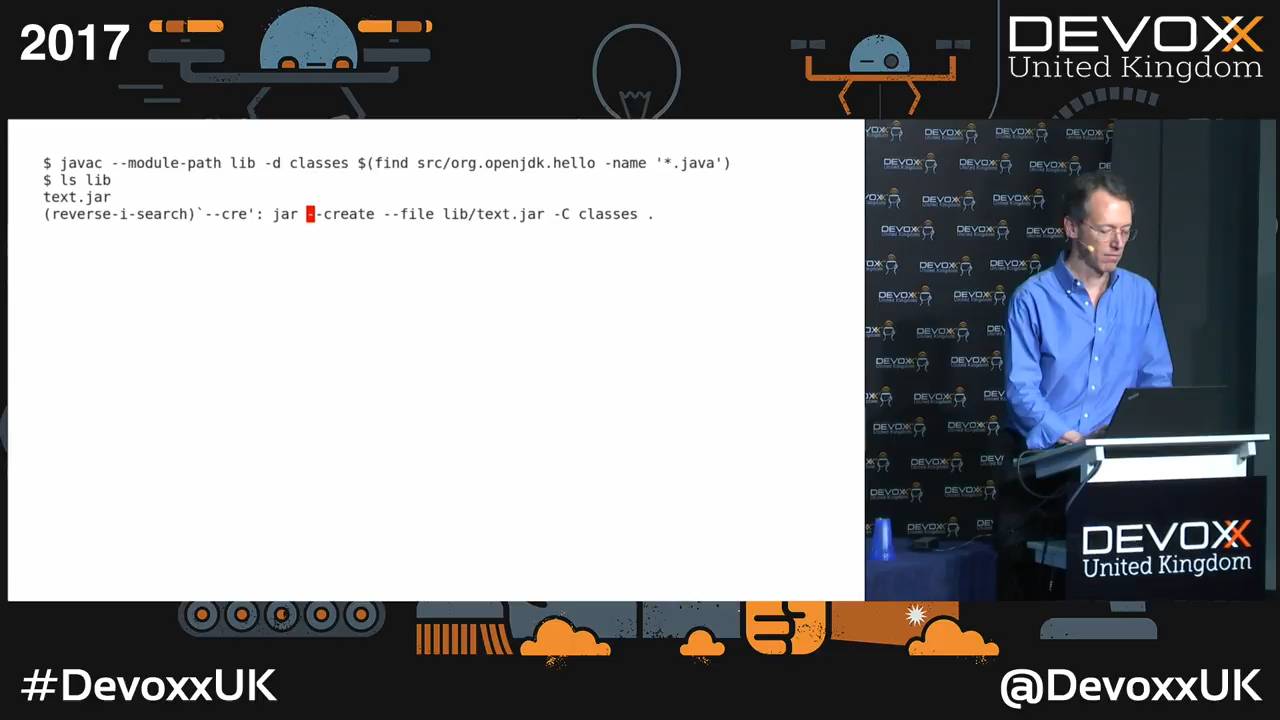 2017
DEVOXX
United Kingdom
$ javac --module-path lib -d classes $(find src/org.openjdk.hello -name '*.java')
$ ls lib
text.jar
(reverse-i-search)`--cre': jar --create --file lib/text.jar -C classes .
DEVOXX
United Kingdom
#DevoxxUK
@DevoxxUK